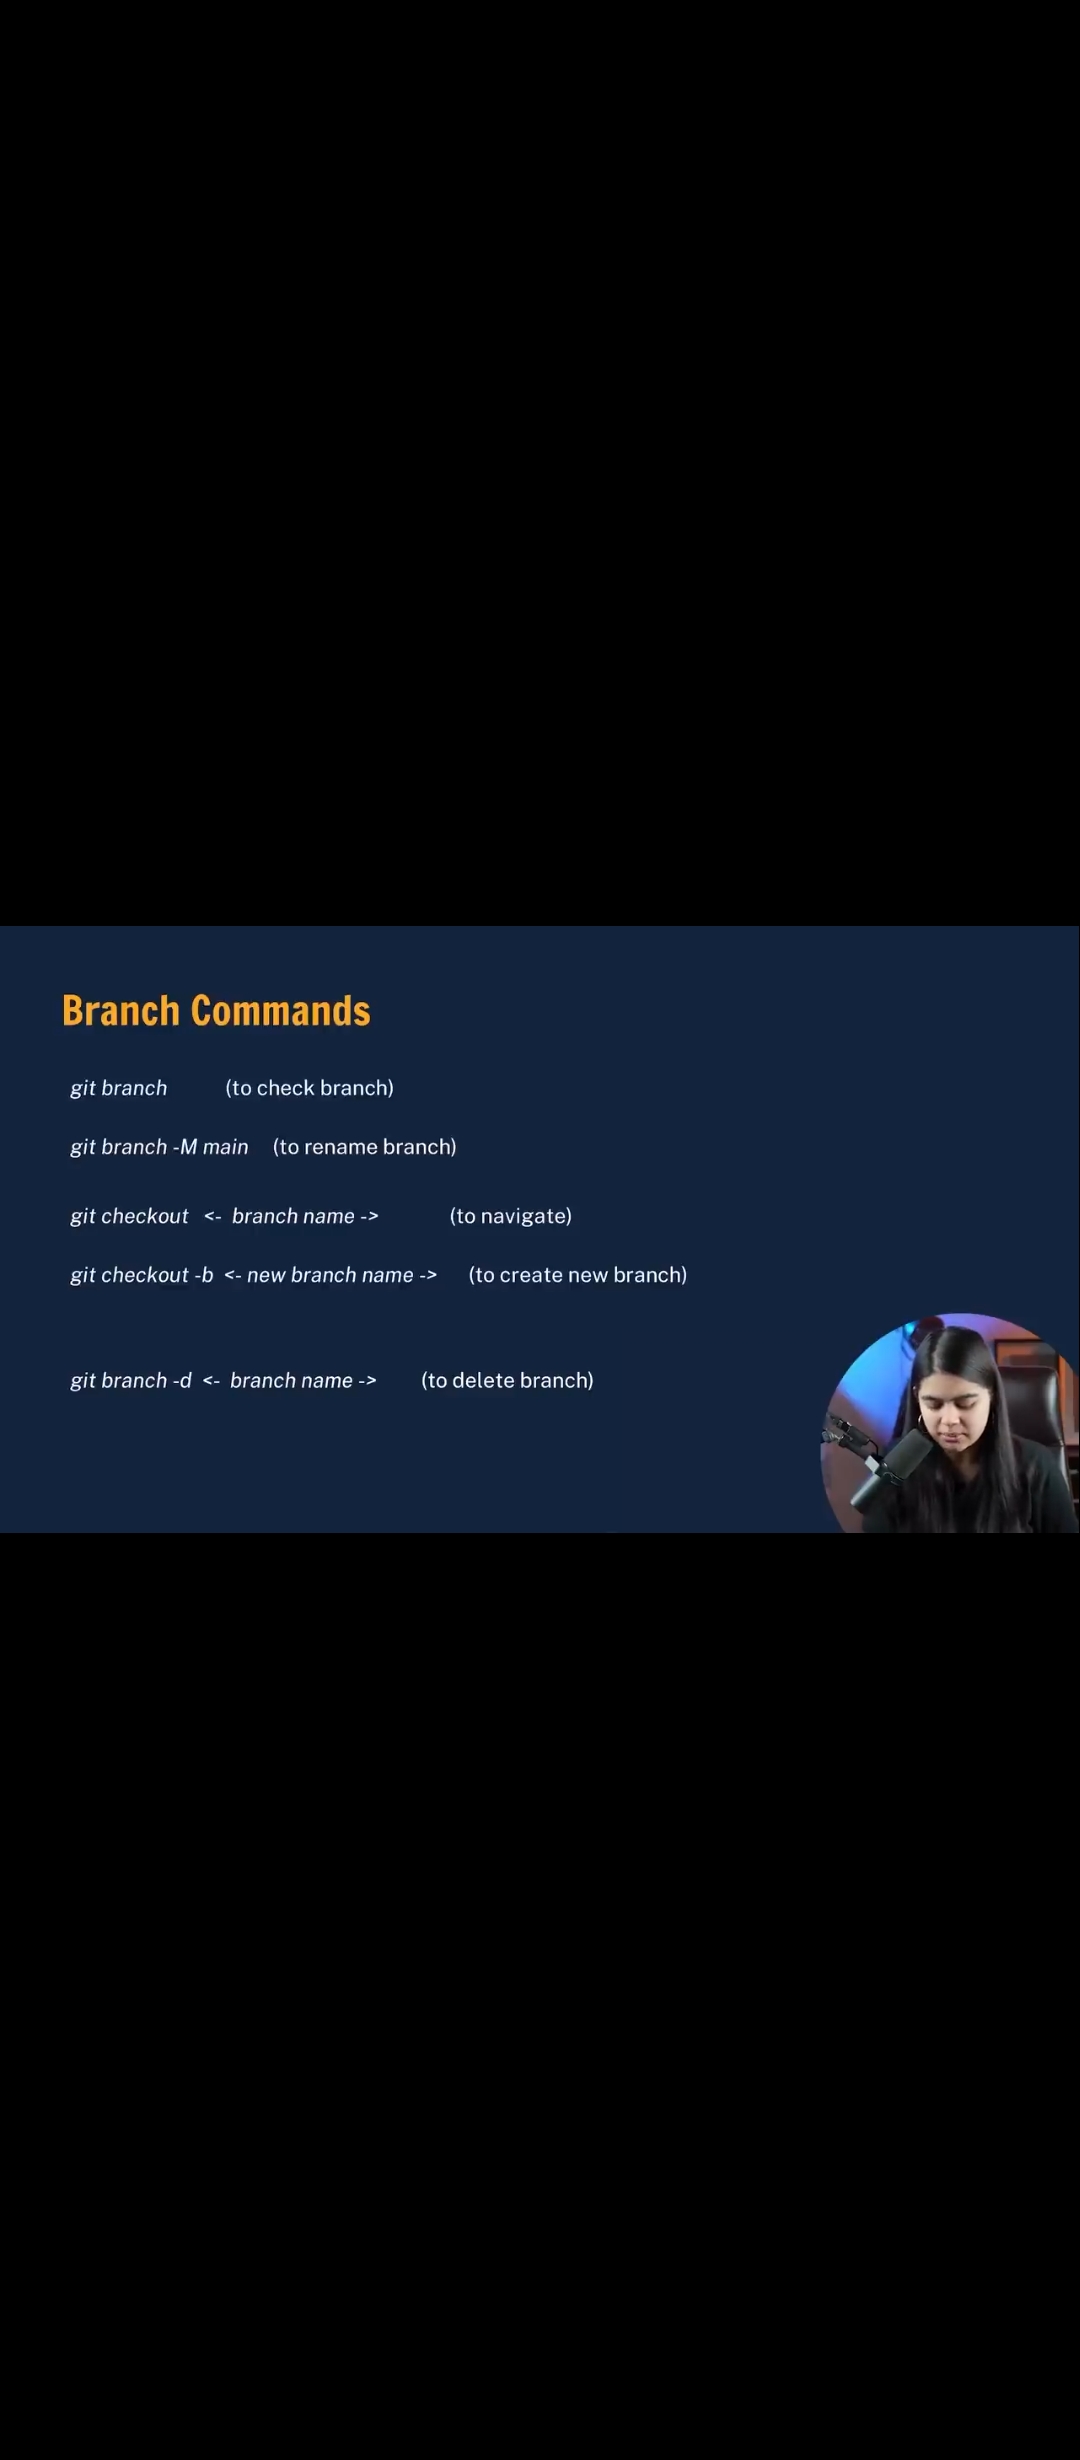 Branch Commands
git branch (to check branch)
git branch -M main (to rename branch)
git checkout <- branch name -> (to navigate)
git checkout -b <- new branch name -> (to create new branch)
git branch -d <- branch name -> (to delete branch)